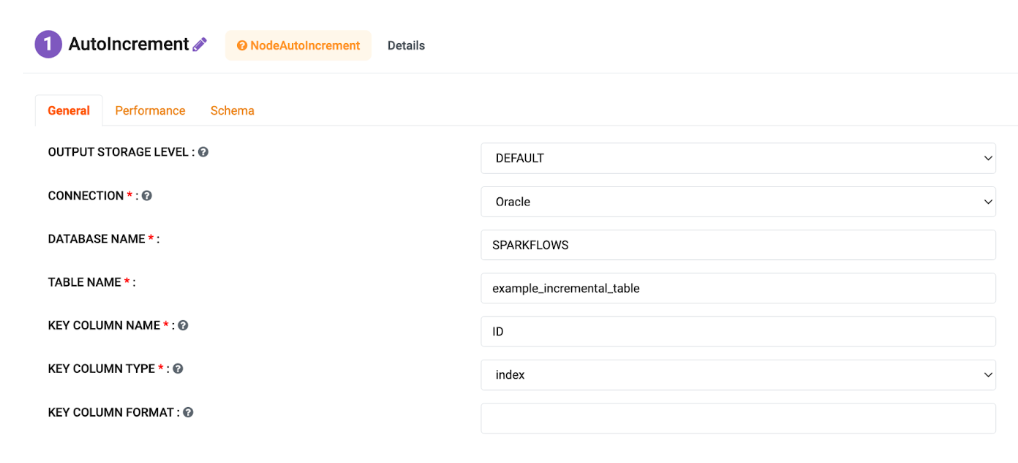 1 AutoIncrement NodeAutoIncrement Details
General Performance Schema
OUTPUT STORAGE LEVEL : DEFAULT
CONNECTION * : Oracle
DATABASE NAME * : SPARKFLOWS
TABLE NAME * : example_incremental_table
KEY COLUMN NAME * : ID
KEY COLUMN TYPE * : index
KEY COLUMN FORMAT :